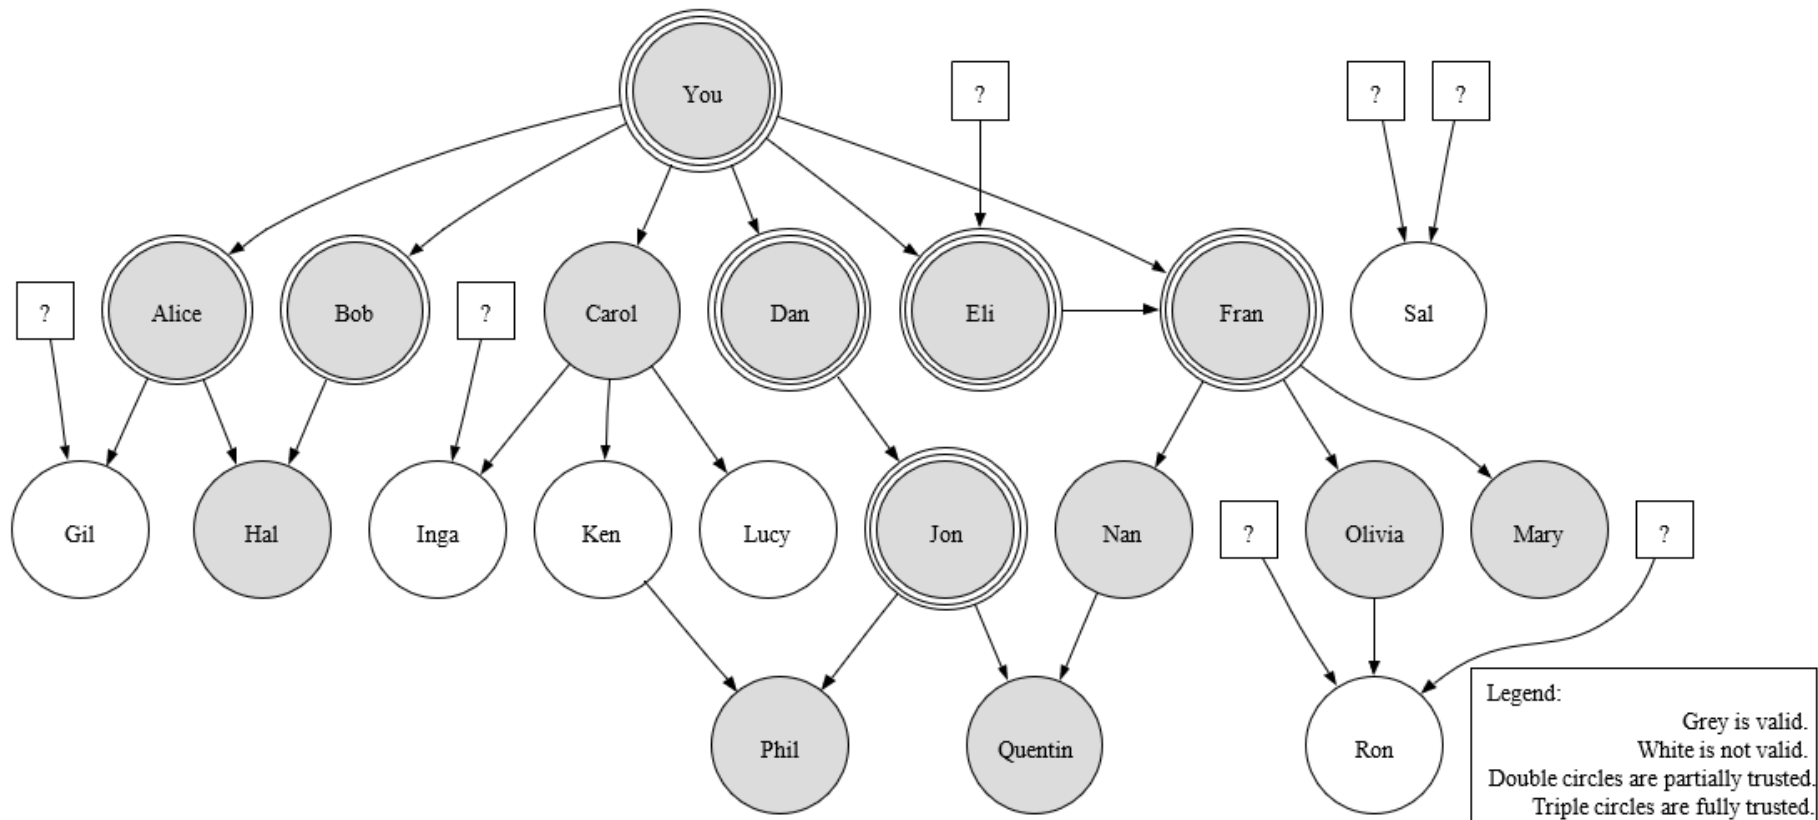 You
?
?
?
Alice
Bob
Carol
Dan
Eli
Fran
Sal
?
?
Gil
Hal
Inga
Ken
Lucy
Jon
Nan
?
Olivia
Mary
?
Phil
Quentin
Ron
Legend:
Grey is valid.
White is not valid.
Double circles are partially trusted.
Triple circles are fully trusted.